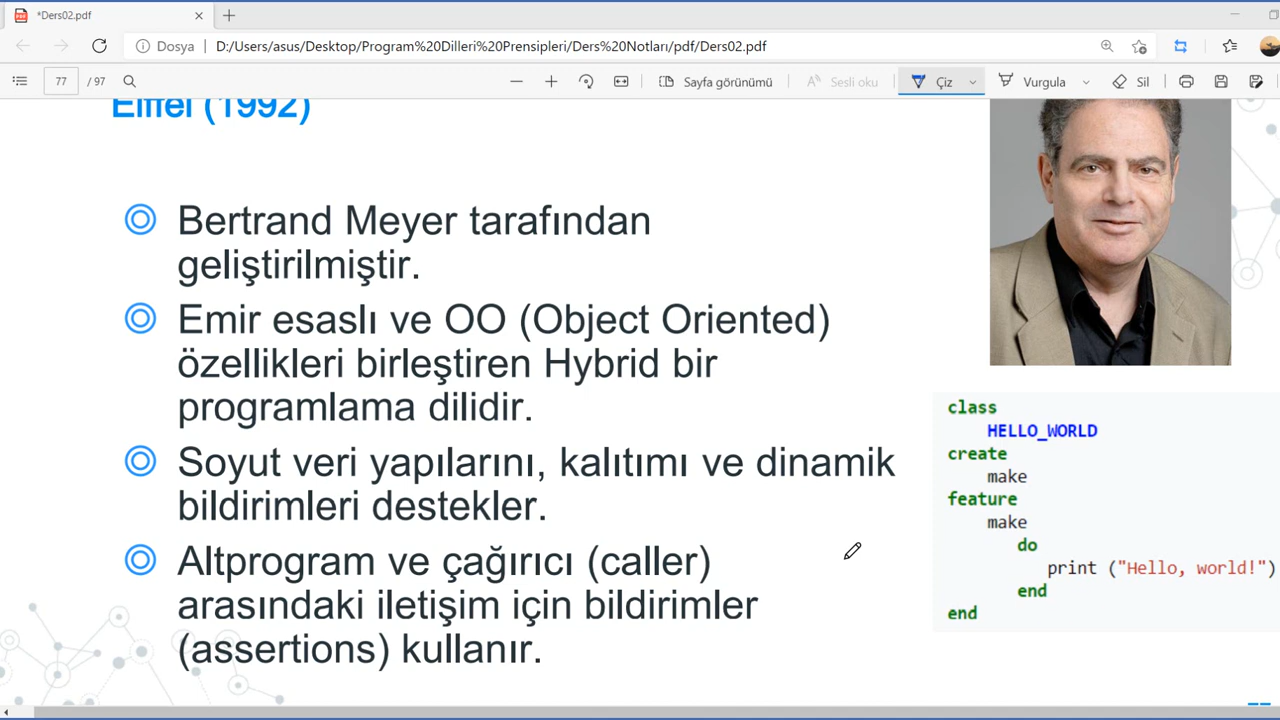 *Ders02.pdf
Dosya
D:/Users/asus/Desktop/Program%20Dilleri%20Prensipleri/Ders%20Notları/pdf/Ders02.pdf
77 / 97
Sayfa görünümü
Sesli oku
Çiz
Vurgula
Sil
Eiffel (1992)
Bertrand Meyer tarafından
geliştirilmiştir.
Emir esaslı ve OO (Object Oriented)
özellikleri birleştiren Hybrid bir
programlama dilidir.
Soyut veri yapılarını, kalıtımı ve dinamik
bildirimleri destekler.
Altprogram ve çağırıcı (caller)
arasındaki iletişim için bildirimler
(assertions) kullanır.
class
HELLO_WORLD
create
make
feature
make
do
print ("Hello, world!")
end
end